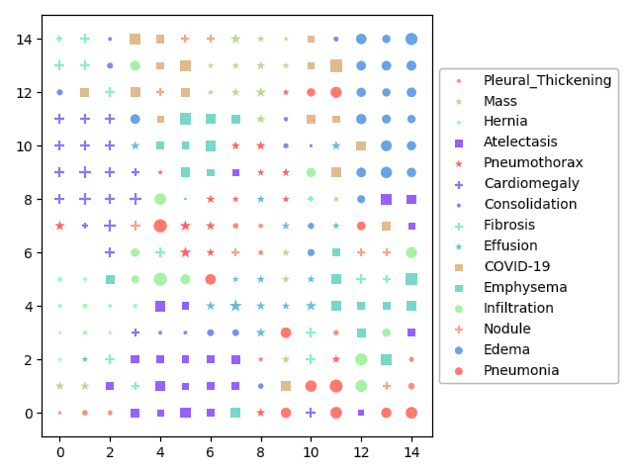 14
12
10
8
6
4
2
0
0 2 4 6 8 10 12 14
Pleural_Thickening
Mass
Hernia
Atelectasis
Pneumothorax
Cardiomegaly
Consolidation
Fibrosis
Effusion
COVID-19
Emphysema
Infiltration
Nodule
Edema
Pneumonia